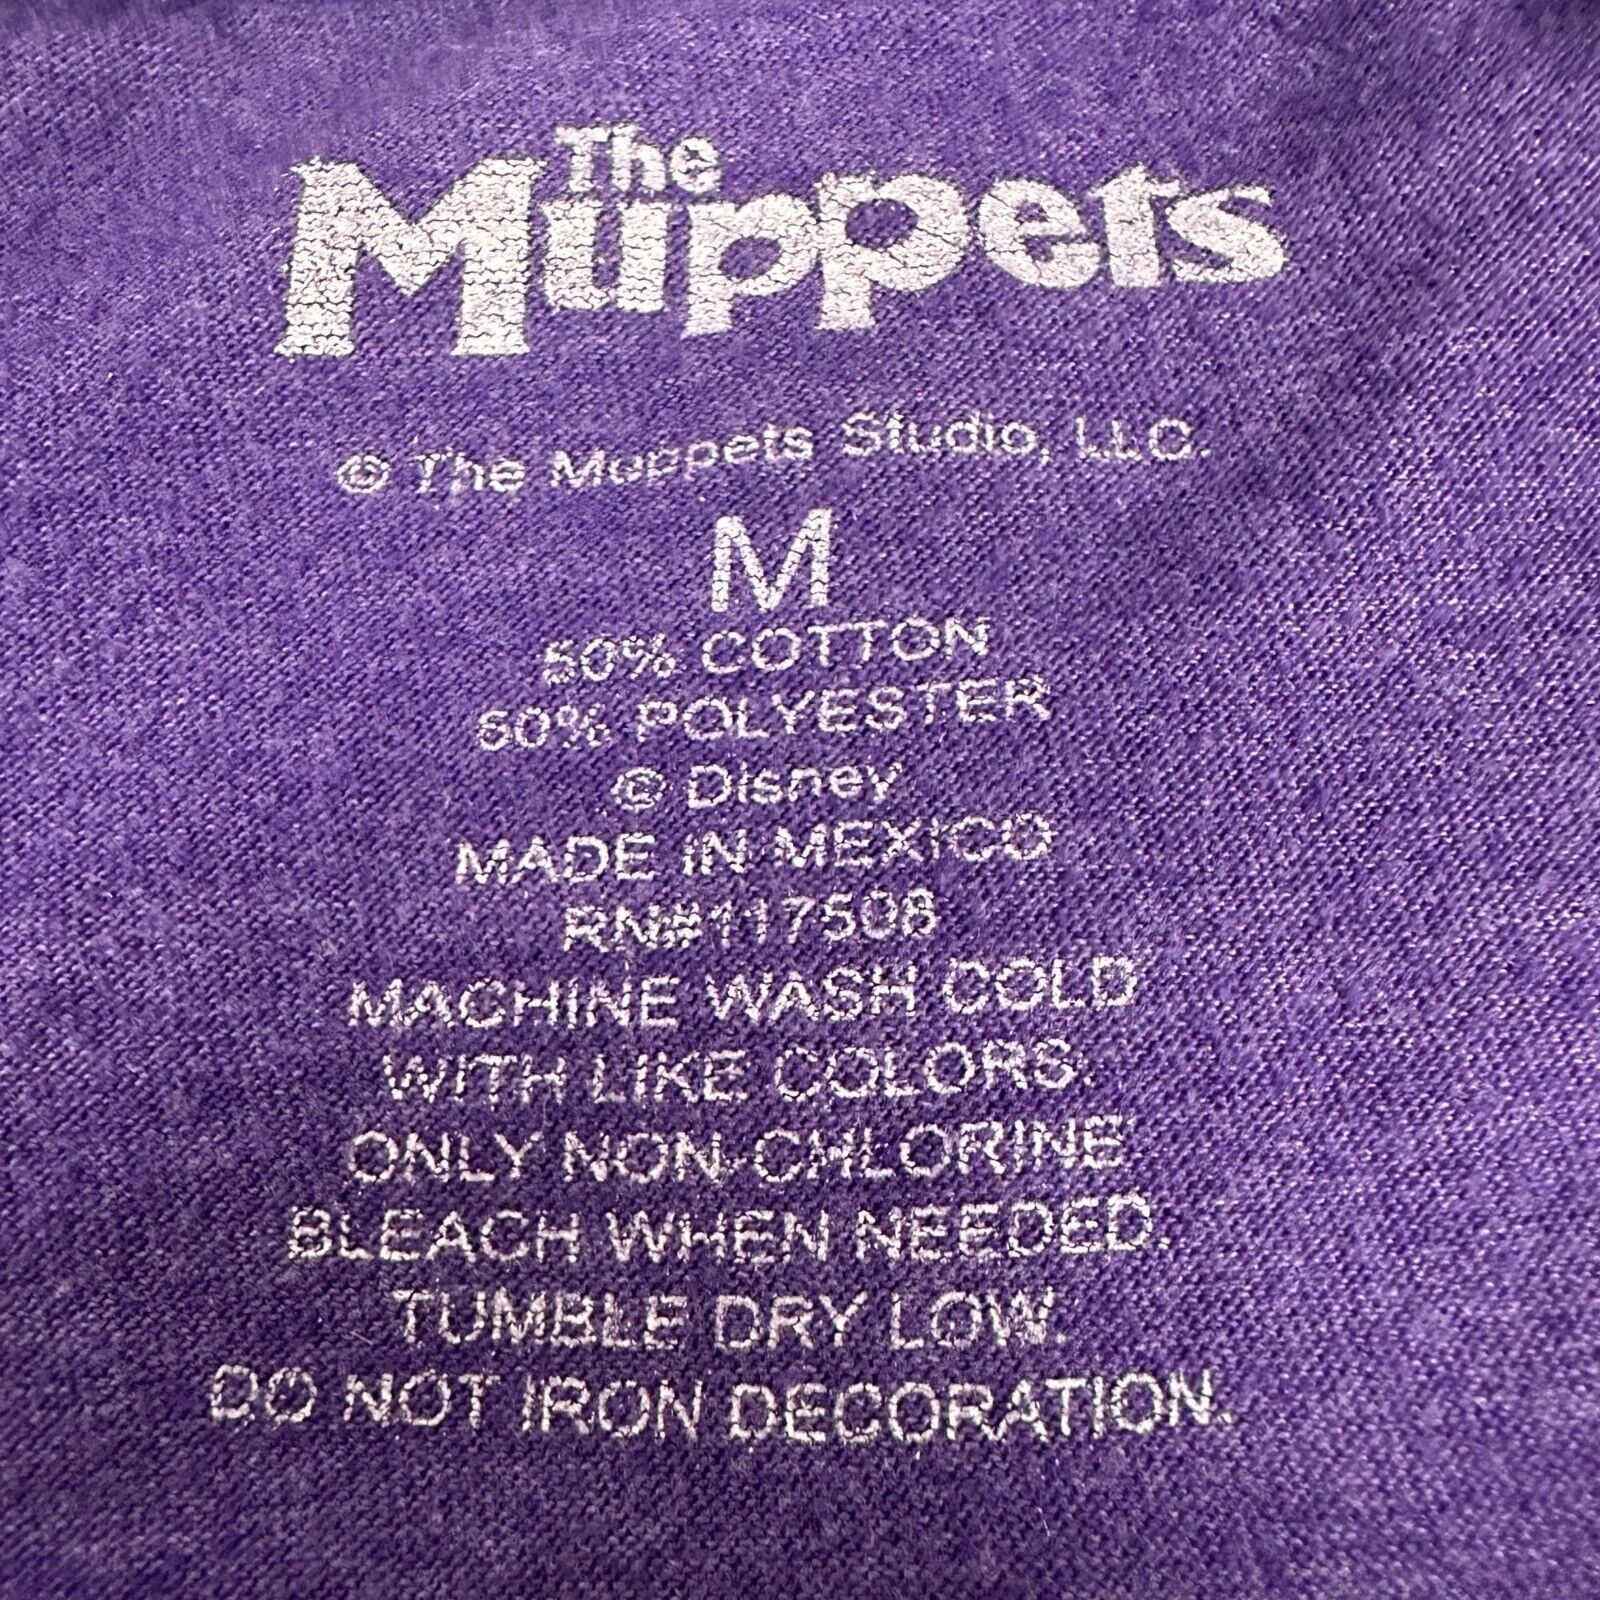 The Muppets
© The Muppets Studio, LLC.
M
50% COTTON
50% POLYESTER
© Disney
MADE IN MEXICO
RN#117508
MACHINE WASH COLD
WITH LIKE COLORS.
ONLY NON-CHLORINE
BLEACH WHEN NEEDED.
TUMBLE DRY LOW.
DO NOT IRON DECORATION.